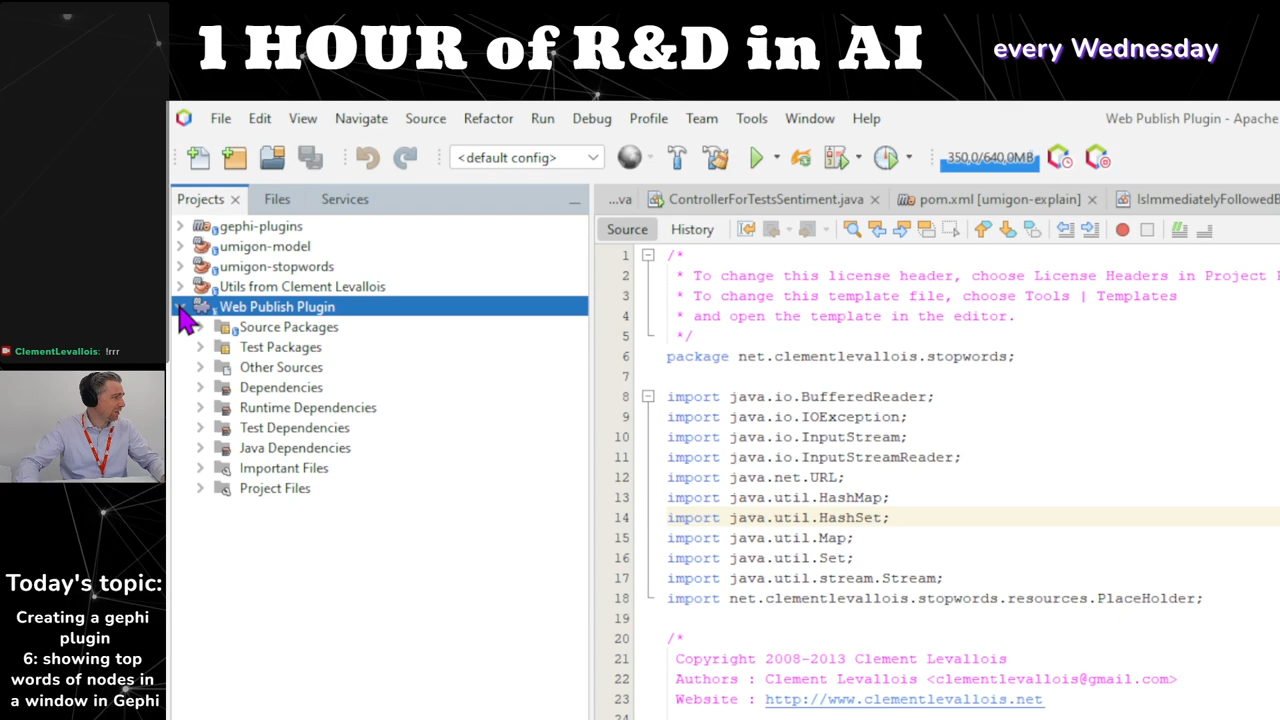 1 HOUR of R&D in AI
every Wednesday
File Edit View Navigate Source Refactor Run Debug Profile Team Tools Window Help
Web Publish Plugin - Apache
<default config>
350,0/640,0MB
Projects Files Services
...va ControllerForTestsSentiment.java pom.xml [umigon-explain] IsImmediatelyFollowedB
Source History
gephi-plugins
umigon-model
umigon-stopwords
Utils from Clement Levallois
Web Publish Plugin
Source Packages
Test Packages
Other Sources
Dependencies
Runtime Dependencies
Test Dependencies
Java Dependencies
Important Files
Project Files
1 /*
2 * To change this license header, choose License Headers in Project P
3 * To change this template file, choose Tools | Templates
4 * and open the template in the editor.
5 */
6 package net.clementlevallois.stopwords;
7
8 import java.io.BufferedReader;
9 import java.io.IOException;
10 import java.io.InputStream;
11 import java.io.InputStreamReader;
12 import java.net.URL;
13 import java.util.HashMap;
14 import java.util.HashSet;
15 import java.util.Map;
16 import java.util.Set;
17 import java.util.stream.Stream;
18 import net.clementlevallois.stopwords.resources.PlaceHolder;
19
20 /*
21 Copyright 2008-2013 Clement Levallois
22 Authors : Clement Levallois <clementlevallois@gmail.com>
23 Website : http://www.clementlevallois.net
24
ClementLevallois: !rrr
Today's topic:
Creating a gephi
plugin
6: showing top
words of nodes in
a window in Gephi